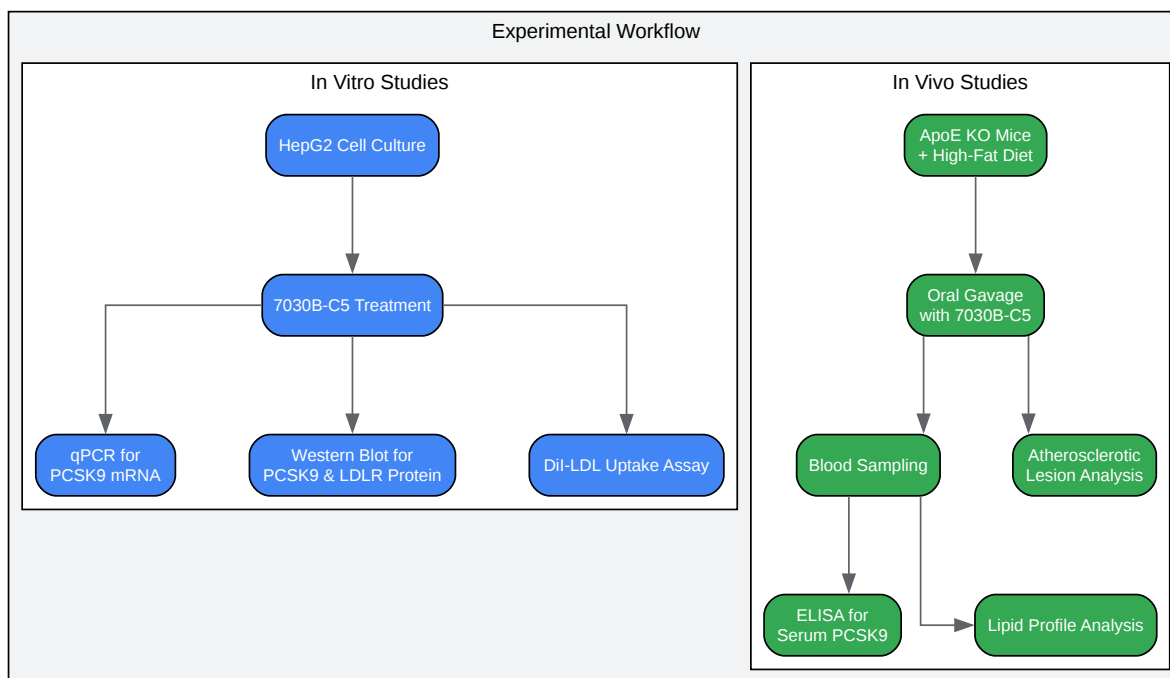 Experimental Workflow
In Vitro Studies
HepG2 Cell Culture
7030B-C5 Treatment
qPCR for
PCSK9 mRNA
Western Blot for
PCSK9 & LDLR Protein
DiI-LDL Uptake Assay
In Vivo Studies
ApoE KO Mice
+ High-Fat Diet
Oral Gavage
with 7030B-C5
Blood Sampling
Atherosclerotic
Lesion Analysis
ELISA for
Serum PCSK9
Lipid Profile Analysis